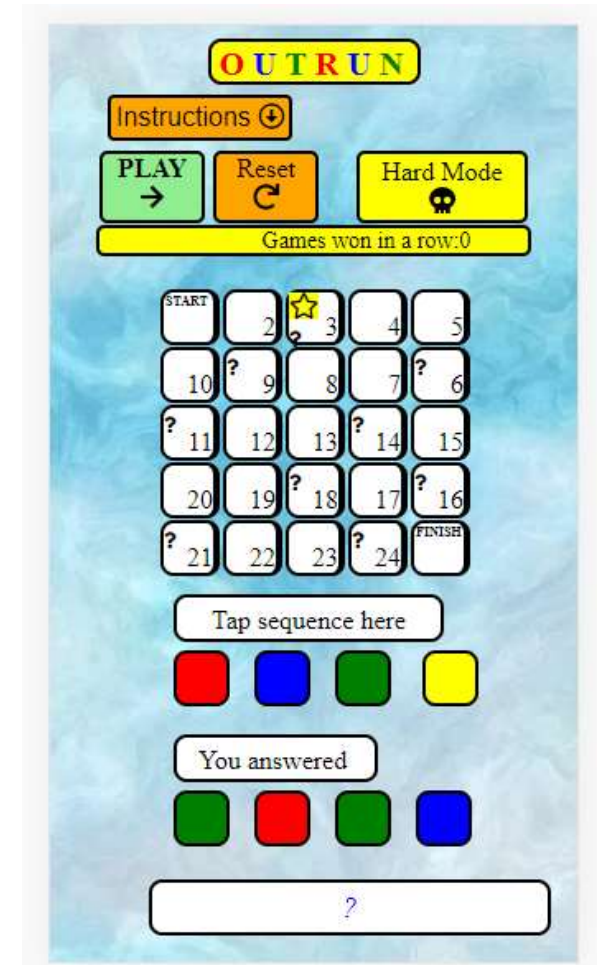 OUTRUN
Instructions
PLAY Reset Hard Mode
Games won in a row:0
START 2 ? 3 4 5
10 ? 9 8 7 ? 6
? 11 12 13 ? 14 15
20 19 ? 18 17 ? 16
? 21 22 23 ? 24 FINISH
Tap sequence here
You answered
?